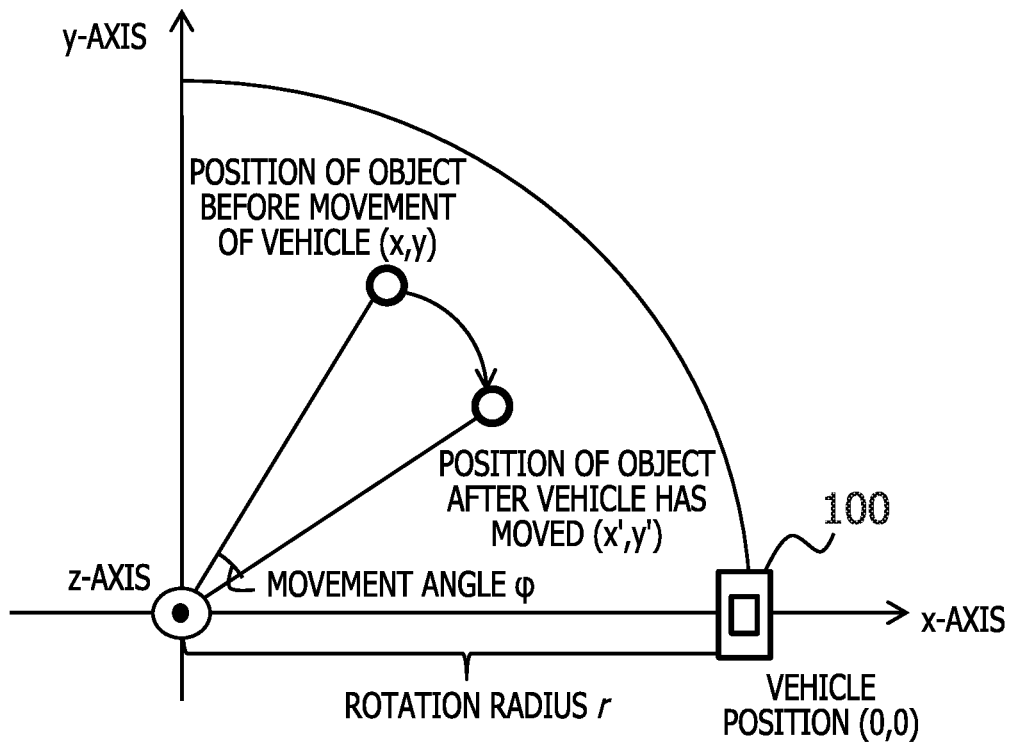 y-AXIS
POSITION OF OBJECT
BEFORE MOVEMENT
OF VEHICLE (x,y)
POSITION OF OBJECT
AFTER VEHICLE HAS
MOVED (x',y')
100
z-AXIS
MOVEMENT ANGLE φ
x-AXIS
ROTATION RADIUS r
VEHICLE
POSITION (0,0)